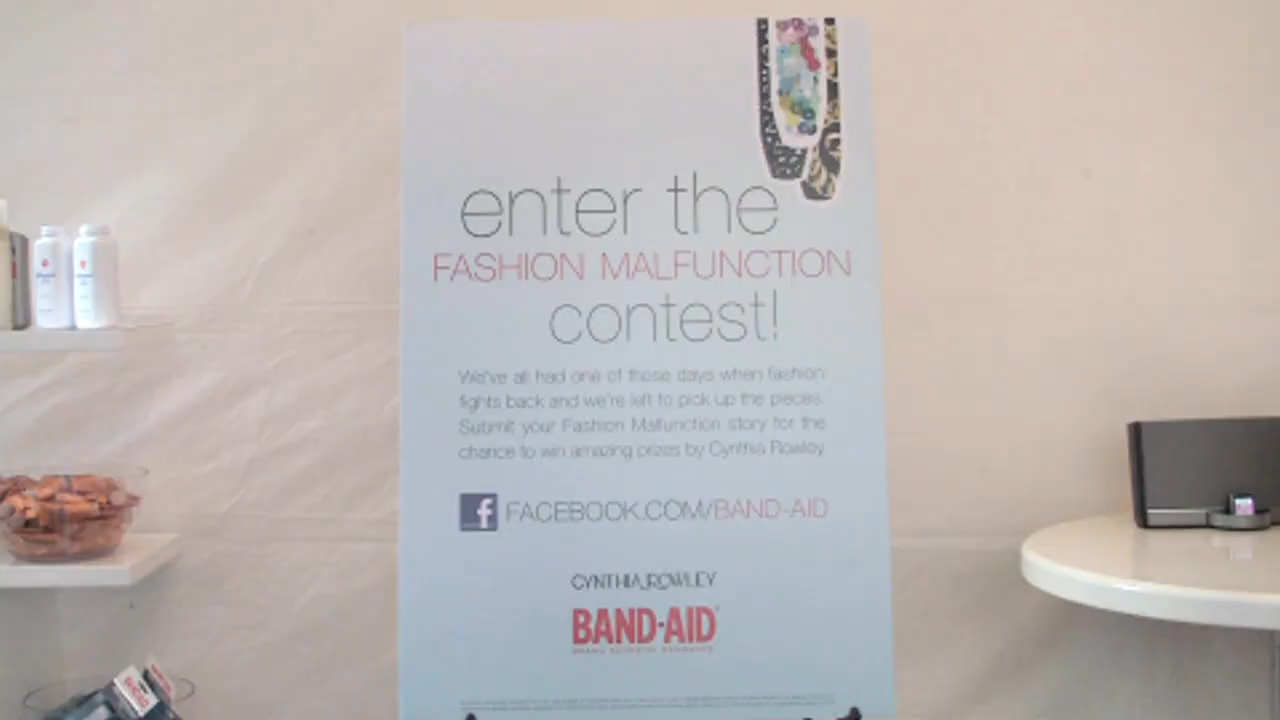 enter the
FASHION MALFUNCTION
contest!
We've all had one of those days when fashion
fights back and we're left to pick up the pieces.
Submit your Fashion Malfunction story for the
chance to win amazing prizes by Cynthia Rowley.
f FACEBOOK.COM/BAND-AID
CYNTHIA ROWLEY
BAND-AID